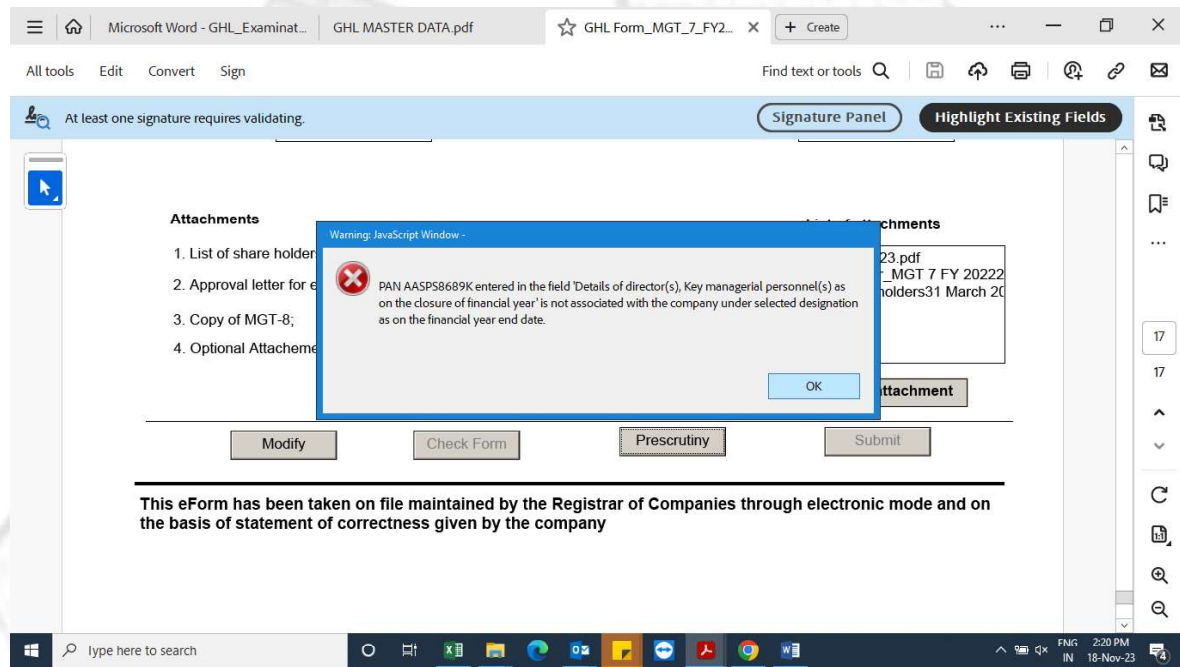 Microsoft Word - GHL_Examinat...
GHL MASTER DATA.pdf
GHL Form_MGT_7_FY2...
+ Create
All tools Edit Convert Sign
Find text or tools
At least one signature requires validating.
Signature Panel
Highlight Existing Fields
Attachments
chments
Warning: JavaScript Window -
1. List of share holder
23.pdf
_MGT 7 FY 20222
2. Approval letter for e
PAN AASPS8689K entered in the field 'Details of director(s), Key managerial personnel(s) as
on the closure of financial year' is not associated with the company under selected designation
as on the financial year end date.
olders31 March 20
3. Copy of MGT-8;
4. Optional Attacheme
17
17
OK
ttachment
Modify
Check Form
Prescrutiny
Submit
This eForm has been taken on file maintained by the Registrar of Companies through electronic mode and on
the basis of statement of correctness given by the company
Type here to search
ENG
IN
2:20 PM
18-Nov-23